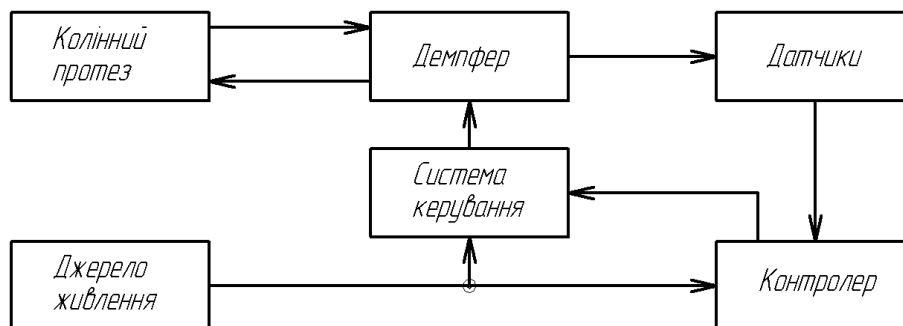 Колінний
протез
Демпфер
Датчики
Система
керування
Джерело
живлення
Контролер